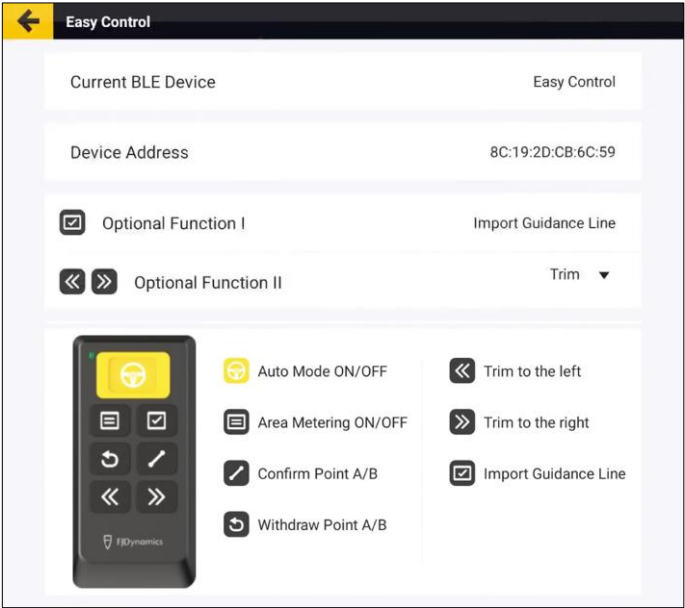 Easy Control
Current BLE Device Easy Control
Device Address 8C:19:2D:CB:6C:59
Optional Function I Import Guidance Line
Optional Function II Trim
Auto Mode ON/OFF Trim to the left
Area Metering ON/OFF Trim to the right
Confirm Point A/B Import Guidance Line
Withdraw Point A/B
FJDynamics